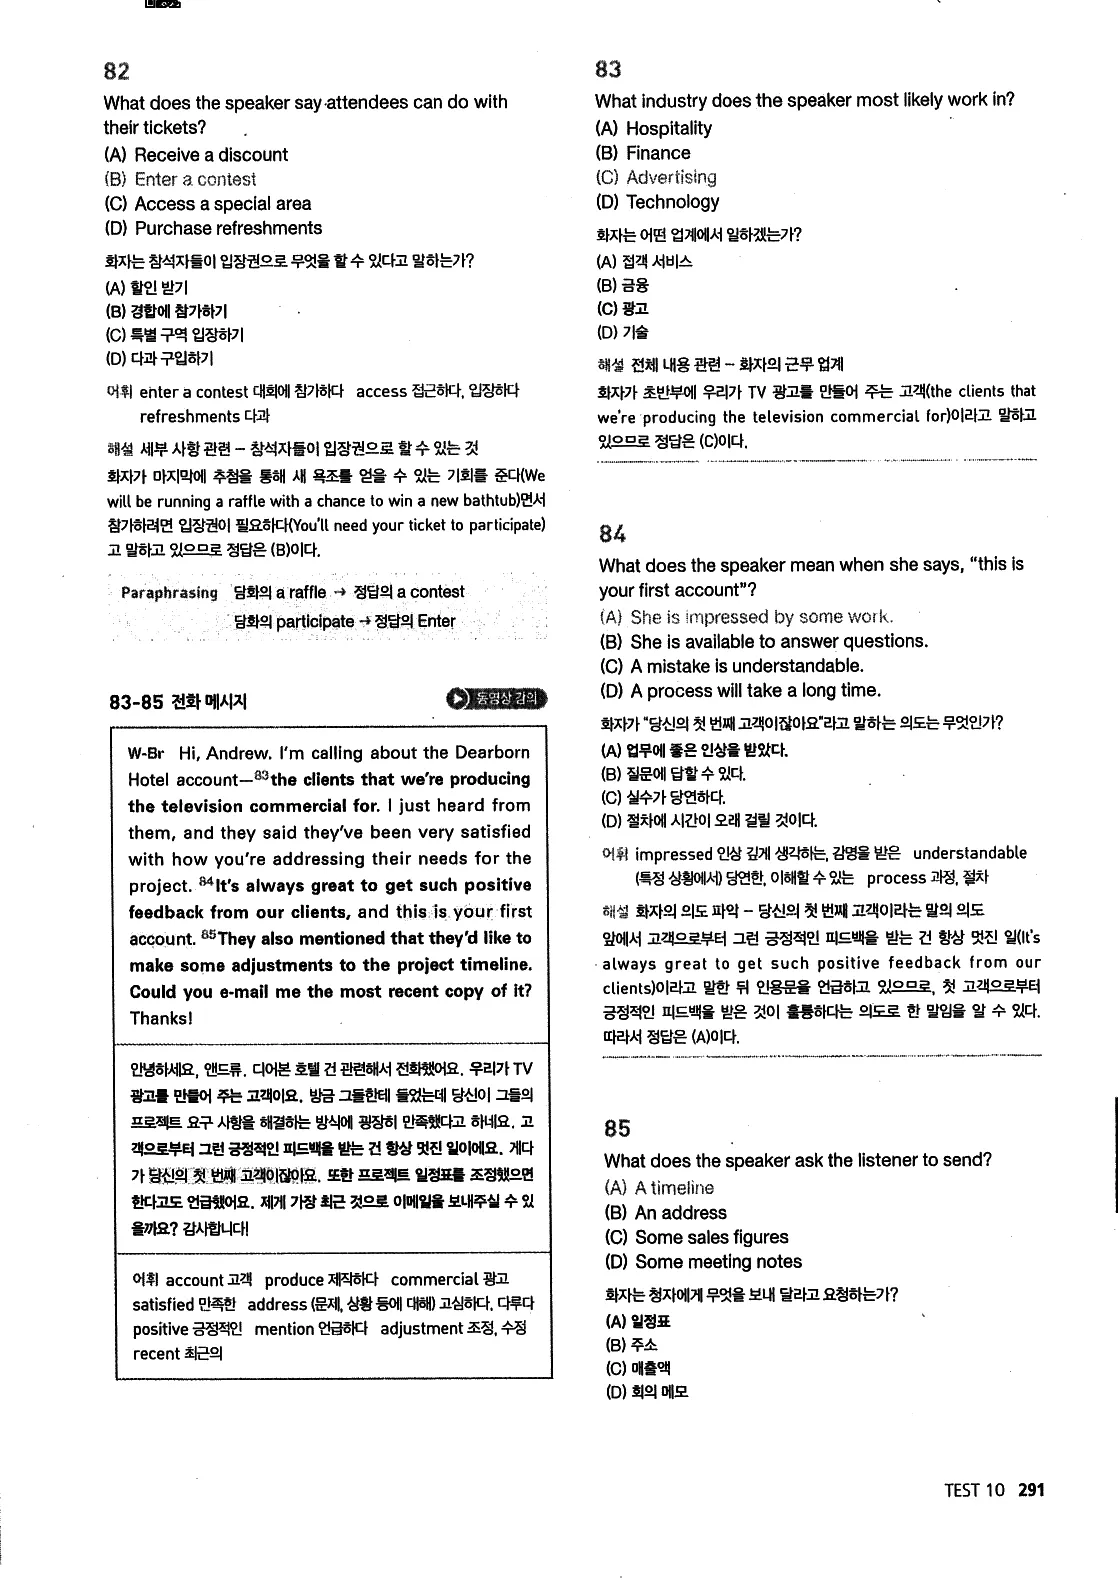 82
What does the speaker say attendees can do with
their tickets?
(A) Receive a discount
(B) Enter a contest
(C) Access a special area
(D) Purchase refreshments
화자는 참석자들이 입장권으로 무엇을 할 수 있다고 말하는가?
(A) 할인 받기
(B) 경합에 참가하기
(C) 특별 구역 입장하기
(D) 다과 구입하기
어휘 enter a contest 대회에 참가하다 access 접근하다, 입장하다
refreshments 다과
해설 세부 사항 관련 – 참석자들이 입장권으로 할 수 있는 것
화자가 마지막에 추첨을 통해 새 욕조를 얻을 수 있는 기회를 준다(We
will be running a raffle with a chance to win a new bathtub)면서
참가하려면 입장권이 필요하다(You'll need your ticket to participate)
고 말하고 있으므로 정답은 (B)이다.
Paraphrasing 담화의 a raffle → 정답의 a contest
담화의 participate → 정답의 Enter
83-85 전화 메시지
동영상 강의
W-Br Hi, Andrew. I'm calling about the Dearborn
Hotel account—83the clients that we're producing
the television commercial for. I just heard from
them, and they said they've been very satisfied
with how you're addressing their needs for the
project. 84It's always great to get such positive
feedback from our clients, and this is your first
account. 85They also mentioned that they'd like to
make some adjustments to the project timeline.
Could you e-mail me the most recent copy of it?
Thanks!
안녕하세요, 앤드류. 디어본 호텔 건 관련해서 전화했어요. 우리가 TV
광고를 만들어 주는 고객이요. 방금 그들한테 들었는데 당신이 그들의
프로젝트 요구 사항을 해결하는 방식에 굉장히 만족했다고 하네요. 고
객으로부터 그런 긍정적인 피드백을 받는 건 항상 멋진 일이에요. 게다
가 당신의 첫 번째 고객이잖아요. 또한 프로젝트 일정표를 조정했으면
한다고도 언급했어요. 제게 가장 최근 것으로 이메일을 보내주실 수 있
을까요? 감사합니다!
어휘 account 고객 produce 제작하다 commercial 광고
satisfied 만족한 address (문제, 상황 등에 대해) 고심하다, 다루다
positive 긍정적인 mention 언급하다 adjustment 조정, 수정
recent 최근의
83
What industry does the speaker most likely work in?
(A) Hospitality
(B) Finance
(C) Advertising
(D) Technology
화자는 어떤 업계에서 일하겠는가?
(A) 접객 서비스
(B) 금융
(C) 광고
(D) 기술
해설 전체 내용 관련 – 화자의 근무 업계
화자가 초반부에 우리가 TV 광고를 만들어 주는 고객(the clients that
we're producing the television commercial for)이라고 말하고
있으므로 정답은 (C)이다.
84
What does the speaker mean when she says, “this is
your first account”?
(A) She is impressed by some work.
(B) She is available to answer questions.
(C) A mistake is understandable.
(D) A process will take a long time.
화자가 “당신의 첫 번째 고객이잖아요”라고 말하는 의도는 무엇인가?
(A) 업무에 좋은 인상을 받았다.
(B) 질문에 답할 수 있다.
(C) 실수가 당연하다.
(D) 절차에 시간이 오래 걸릴 것이다.
어휘 impressed 인상 깊게 생각하는, 감명을 받은 understandable
(특정 상황에서) 당연한, 이해할 수 있는 process 과정, 절차
해설 화자의 의도 파악 – 당신의 첫 번째 고객이라는 말의 의도
앞에서 고객으로부터 그런 긍정적인 피드백을 받는 건 항상 멋진 일(It's
always great to get such positive feedback from our
clients)이라고 말한 뒤 인용문을 언급하고 있으므로, 첫 고객으로부터
긍정적인 피드백을 받은 것이 훌륭하다는 의도로 한 말임을 알 수 있다.
따라서 정답은 (A)이다.
85
What does the speaker ask the listener to send?
(A) A timeline
(B) An address
(C) Some sales figures
(D) Some meeting notes
화자는 청자에게 무엇을 보내 달라고 요청하는가?
(A) 일정표
(B) 주소
(C) 매출액
(D) 회의 메모
TEST 10 291